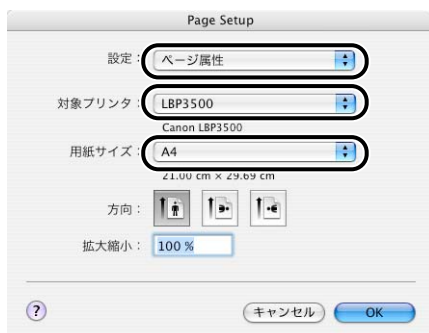 Page Setup
設定： ページ属性
対象プリンタ： LBP3500
Canon LBP3500
用紙サイズ： A4
21.00 cm × 29.69 cm
方向：
拡大縮小： 100 %
? キャンセル OK